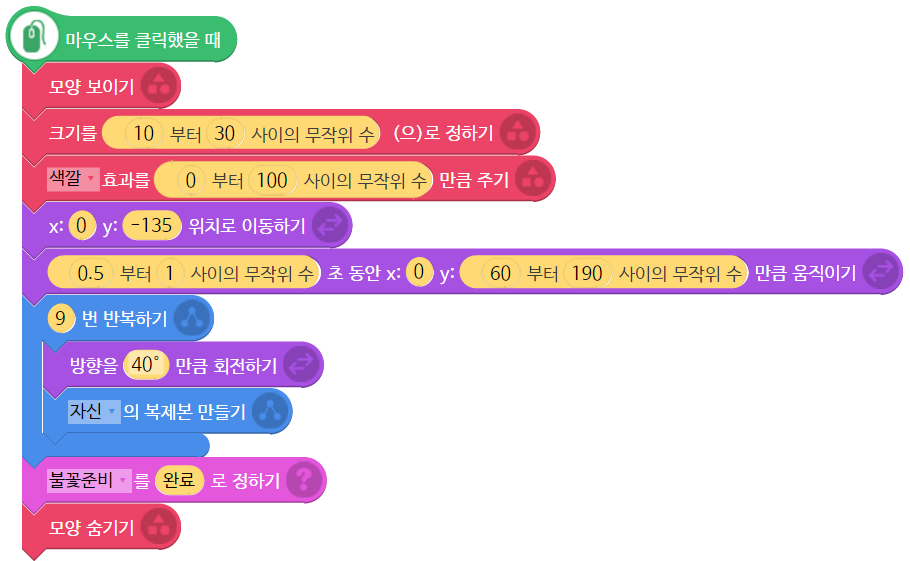 마우스를 클릭했을 때
모양 보이기
크기를 10 부터 30 사이의 무작위 수 (으)로 정하기
색깔 효과를 0 부터 100 사이의 무작위 수 만큼 주기
x: 0 y: -135 위치로 이동하기
0.5 부터 1 사이의 무작위 수 초 동안 x: 0 y: 60 부터 190 사이의 무작위 수 만큼 움직이기
9 번 반복하기
방향을 40° 만큼 회전하기
자신 의 복제본 만들기
불꽃준비 를 완료 로 정하기
모양 숨기기